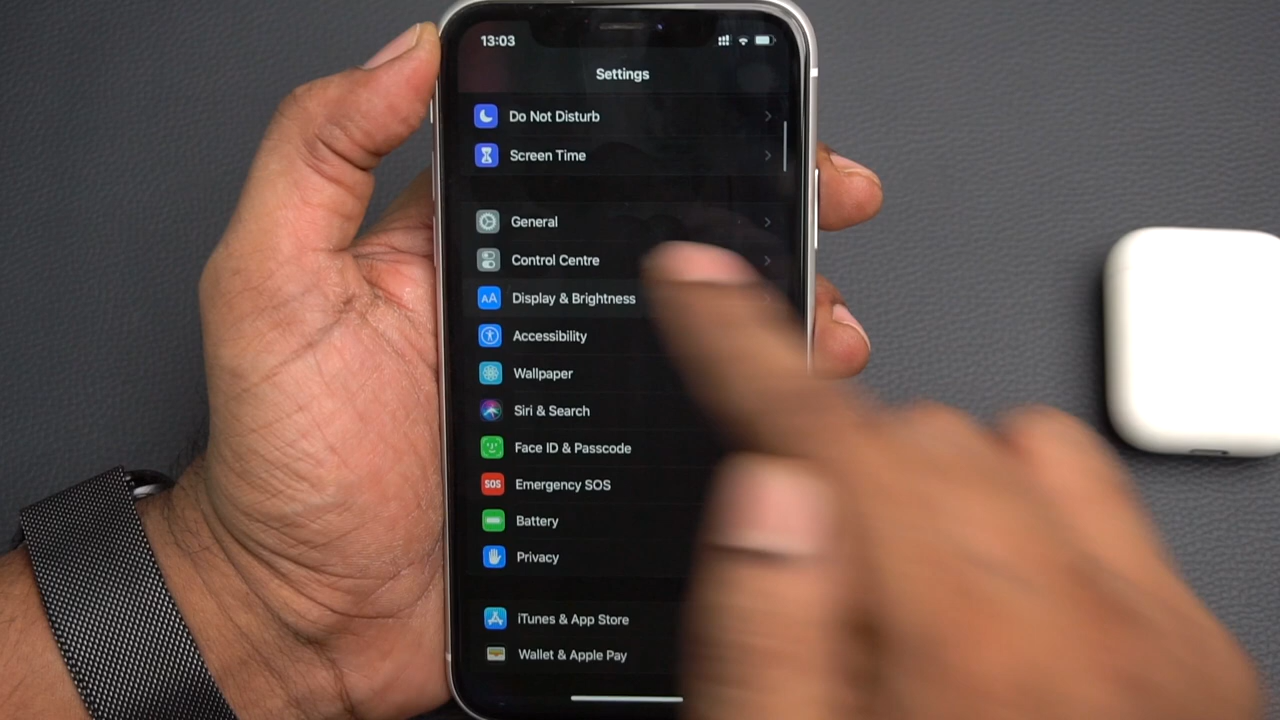 13:03
Settings
Do Not Disturb
Screen Time
General
Control Centre
AA Display & Brightness
Accessibility
Wallpaper
Siri & Search
Face ID & Passcode
SOS Emergency SOS
Battery
Privacy
iTunes & App Store
Wallet & Apple Pay